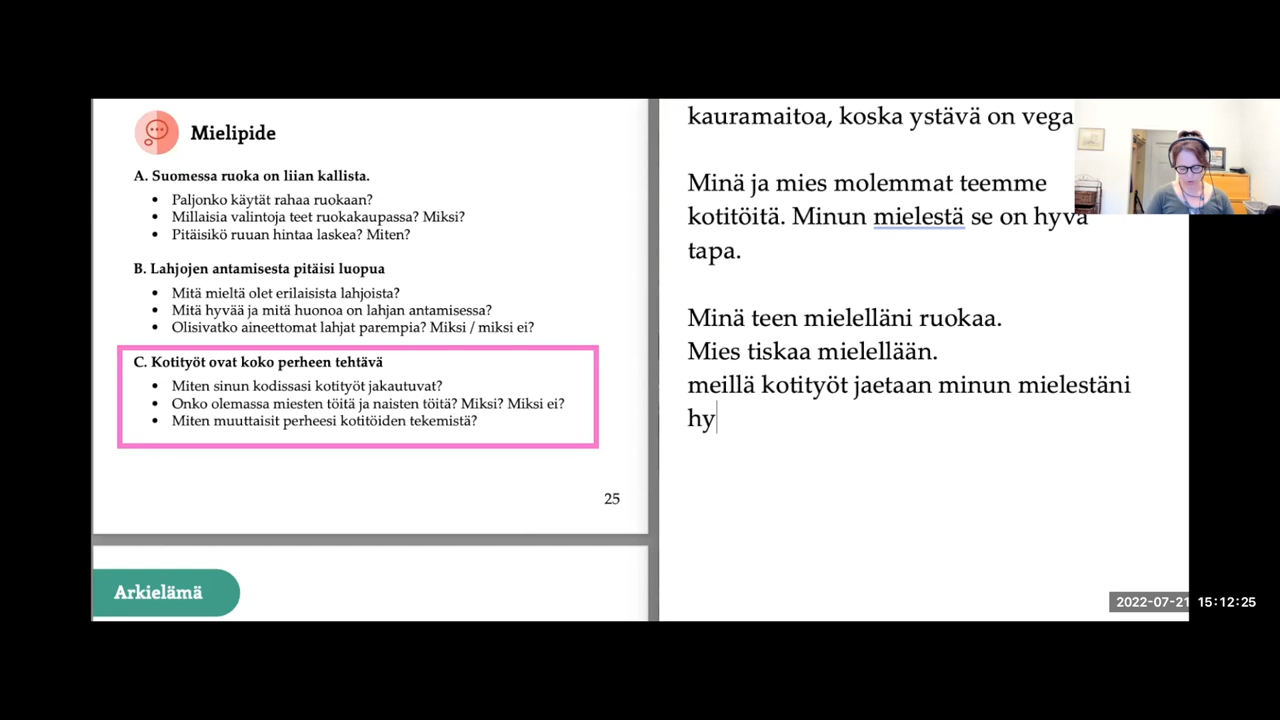 Mielipide
A. Suomessa ruoka on liian kallista.
• Paljonko käytät rahaa ruokaan?
• Millaisia valintoja teet ruokakaupassa? Miksi?
• Pitäisikö ruuan hintaa laskea? Miten?
B. Lahjojen antamisesta pitäisi luopua
• Mitä mieltä olet erilaisista lahjoista?
• Mitä hyvää ja mitä huonoa on lahjan antamisessa?
• Olisivatko aineettomat lahjat parempia? Miksi / miksi ei?
C. Kotityöt ovat koko perheen tehtävä
• Miten sinun kodissasi kotityöt jakautuvat?
• Onko olemassa miesten töitä ja naisten töitä? Miksi? Miksi ei?
• Miten muuttaisit perheesi kotitöiden tekemistä?
25
Arkielämä
kauramaitoa, koska ystävä on vega
Minä ja mies molemmat teemme
kotitöitä. Minun mielestä se on hyvä
tapa.
Minä teen mielelläni ruokaa.
Mies tiskaa mielellään.
meillä kotityöt jaetaan minun mielestäni
hy
2022-07-21 15:12:25